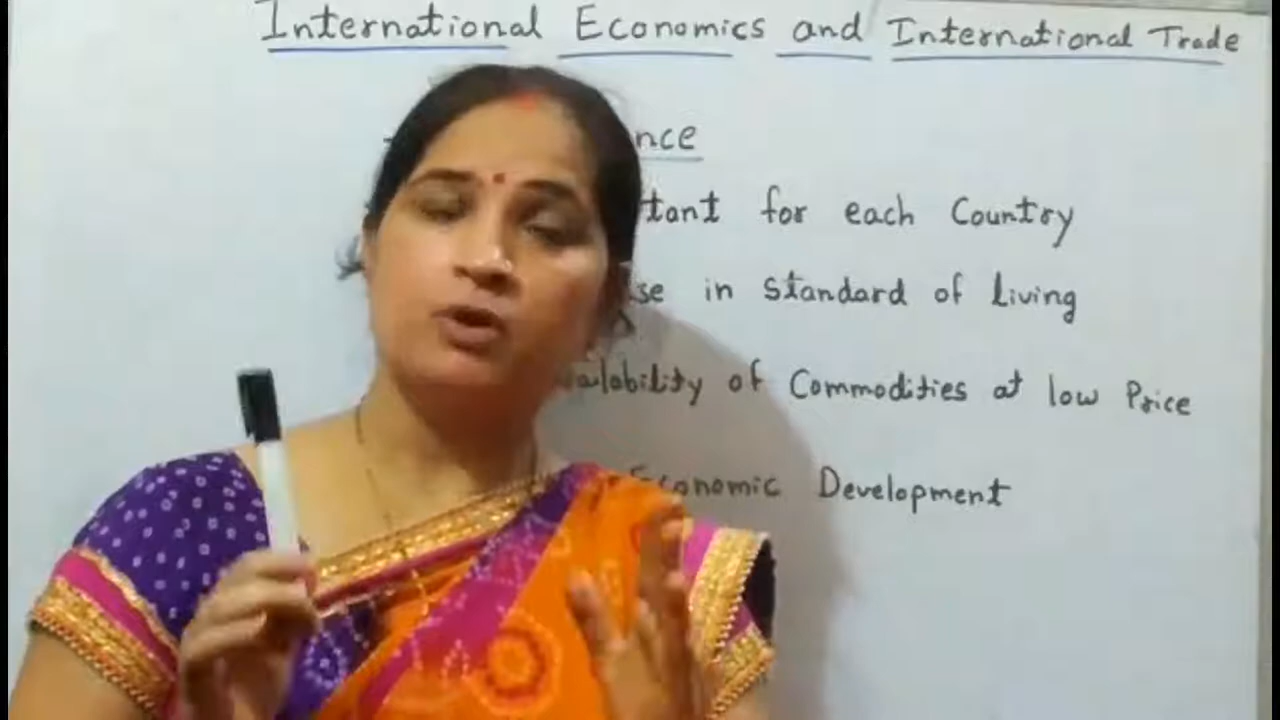 International Economics and International Trade
nce
tant for each Country
se in Standard of living
ailability of Commodities at low Price
Economic Development